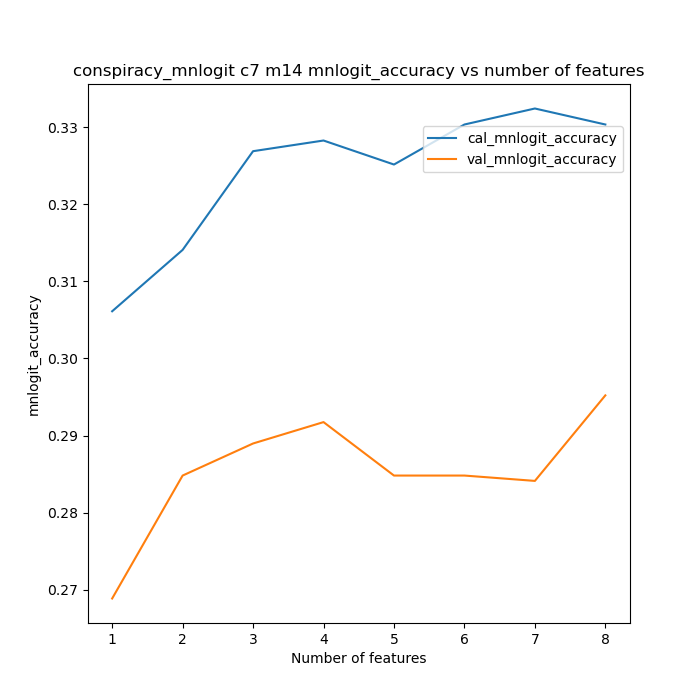 conspiracy_mnlogit c7 m14 mnlogit_accuracy vs number of features
0.33
0.32
0.31
0.30
0.29
0.28
0.27
mnlogit_accuracy
cal_mnlogit_accuracy
val_mnlogit_accuracy
1 2 3 4 5 6 7 8
Number of features